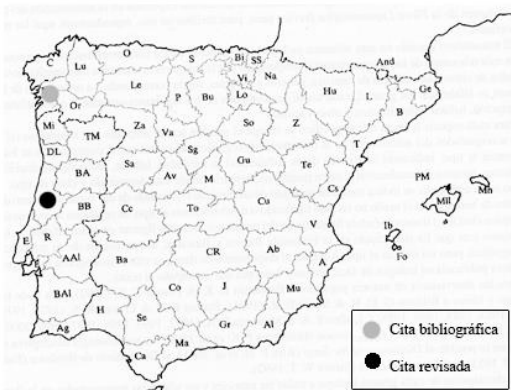 C
Lu
O
S
Bi
SS
Vi
Na
Lo
And
Le
P
Bu
Hu
L
Ge
B
Or
Mi
TM
Za
Va
So
Z
T
DL
BA
Sa
Sg
Av
M
Gu
Te
Cs
PM
Mll
Mh
BB
Cc
To
Cu
V
Ib
Fo
E
R
AAl
Ba
CR
Ab
A
BAl
Co
J
Mu
Ag
H
Se
Gr
Al
Ma
Ca
Cita bibliográfica
Cita revisada